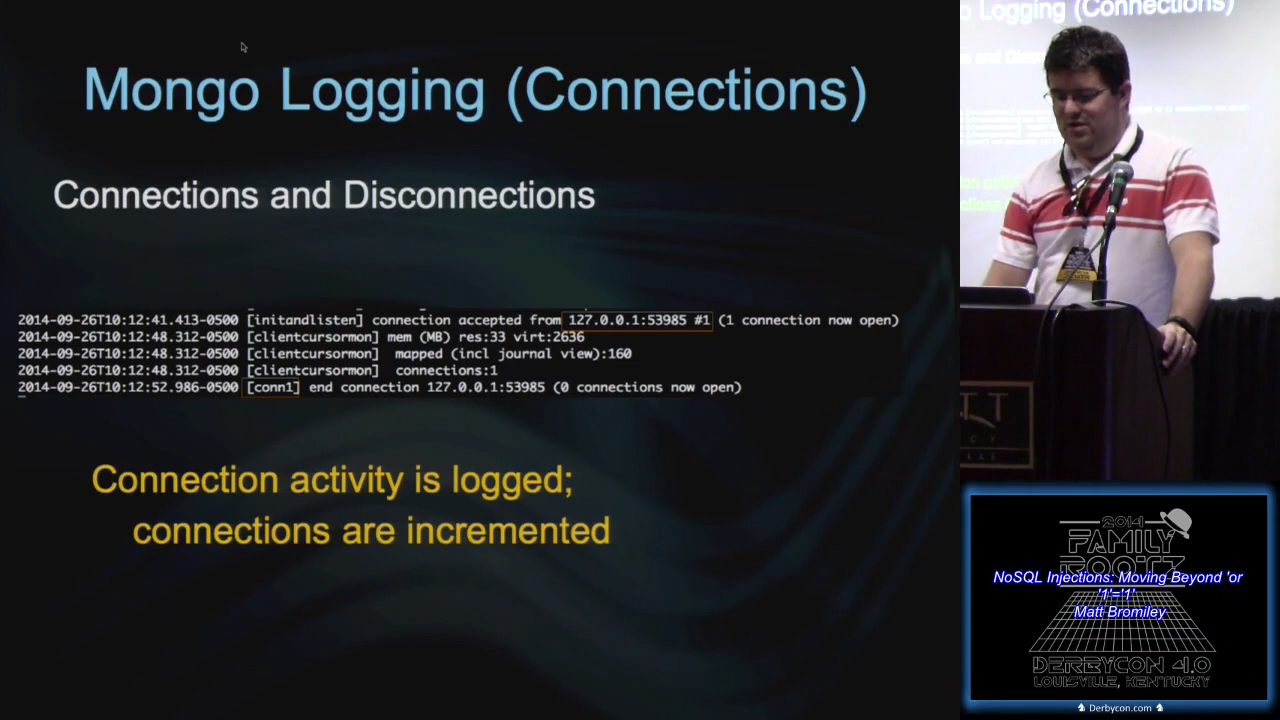 Mongo Logging (Connections)
Connections and Disconnections
2014-09-26T10:12:41.413-0500 [initandlisten] connection accepted from 127.0.0.1:53985 #1 (1 connection now open)
2014-09-26T10:12:48.312-0500 [clientcursormon] mem (MB) res:33 virt:2636
2014-09-26T10:12:48.312-0500 [clientcursormon]  mapped (incl journal view):160
2014-09-26T10:12:48.312-0500 [clientcursormon]  connections:1
2014-09-26T10:12:52.986-0500 [conn1] end connection 127.0.0.1:53985 (0 connections now open)
Connection activity is logged;
connections are incremented
Logging (Connections)
2014
FAMILY
ROOTZ
NoSQL Injections: Moving Beyond 'or
'1'='1'
Matt Bromiley
DERBYCON 4.0
LOUISVILLE, KENTUCKY
Derbycon.com